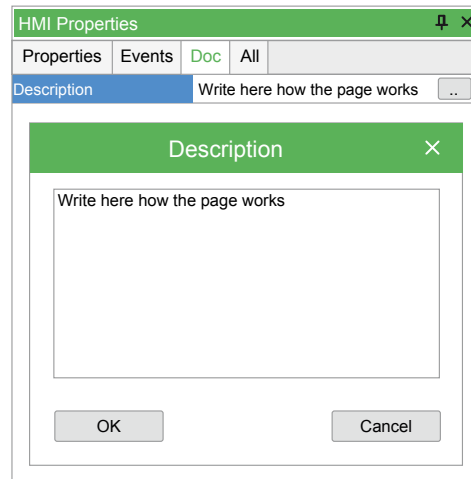 HMI Properties
Properties Events Doc All
Description Write here how the page works ..
Description
Write here how the page works
OK Cancel